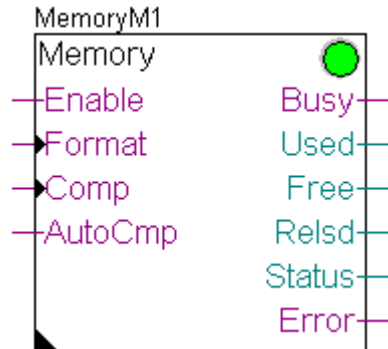 MemoryM1
Memory
Enable Busy
Format Used
Comp Free
AutoCmp Relsd
Status
Error